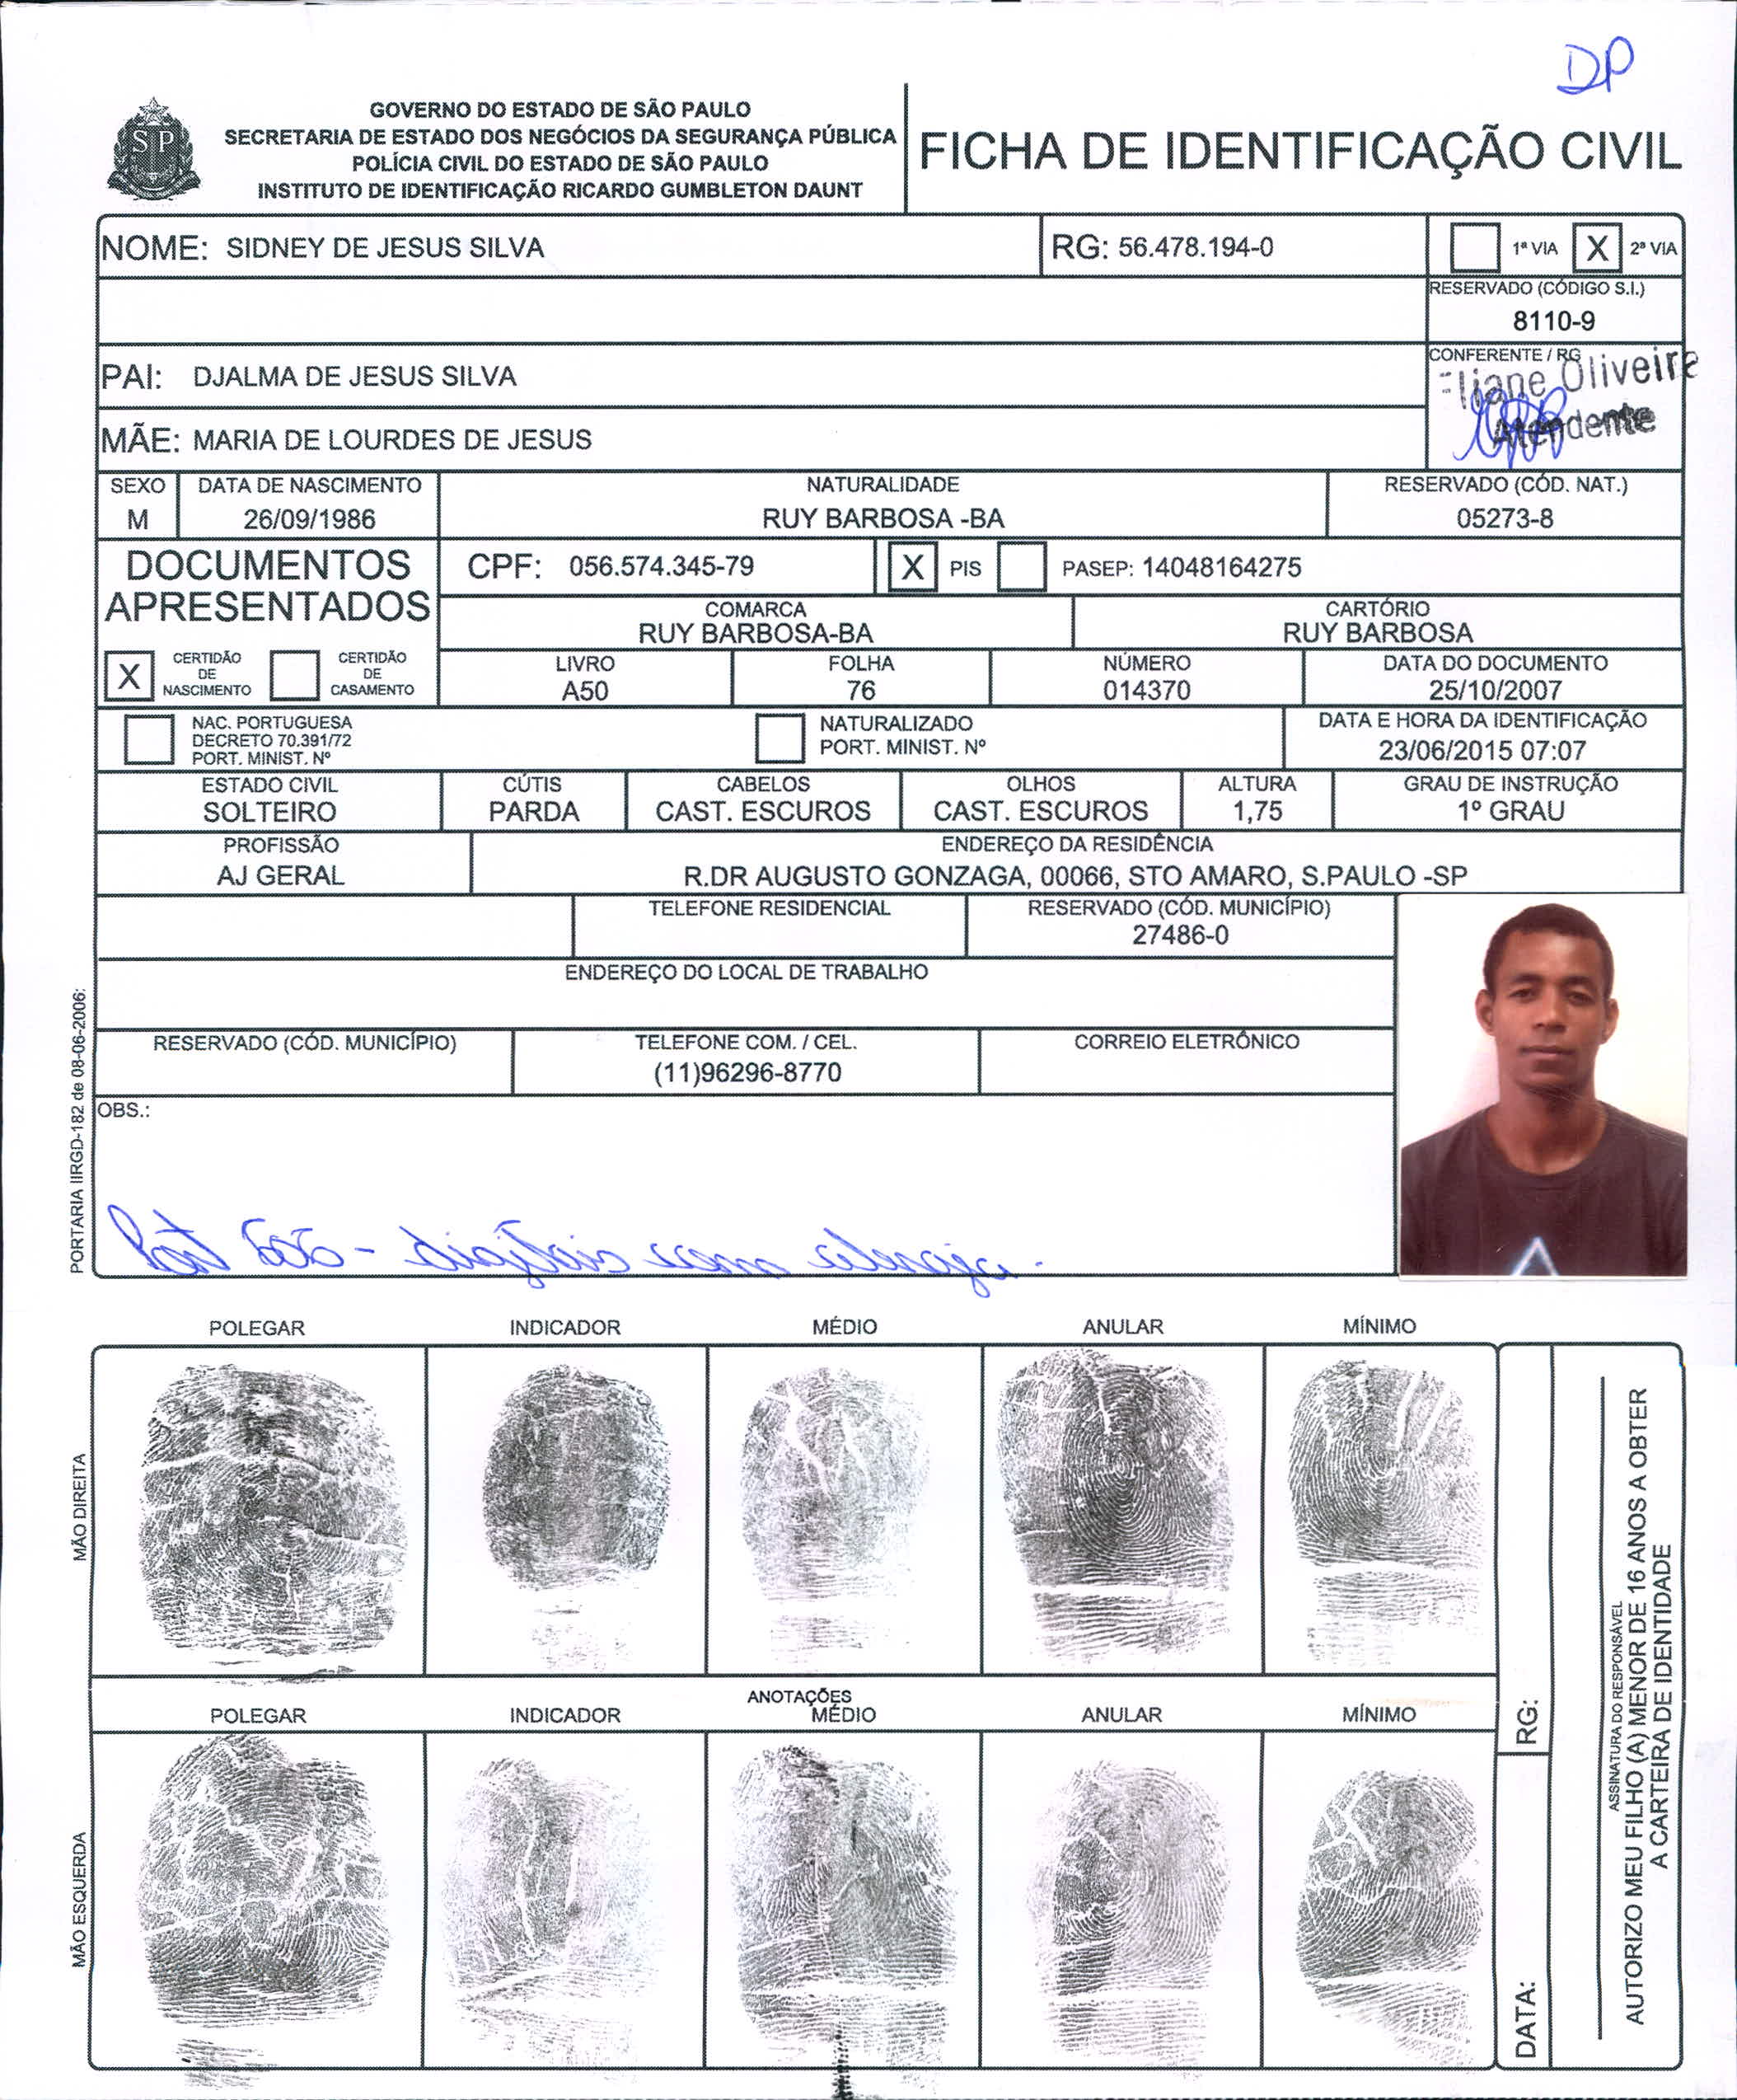 DP
GOVERNO DO ESTADO DE SÃO PAULO
SECRETARIA DE ESTADO DOS NEGÓCIOS DA SEGURANÇA PÚBLICA
POLÍCIA CIVIL DO ESTADO DE SÃO PAULO
INSTITUTO DE IDENTIFICAÇÃO RICARDO GUMBLETON DAUNT
SP
FICHA DE IDENTIFICAÇÃO CIVIL
NOME: SIDNEY DE JESUS SILVA RG: 56.478.194-0 1ª VIA X 2ª VIA
RESERVADO (CÓDIGO S.I.)
8110-9
PAI: DJALMA DE JESUS SILVA
CONFERENTE / RG
Eliane Oliveira
Atendente
MÃE: MARIA DE LOURDES DE JESUS
SEXO DATA DE NASCIMENTO NATURALIDADE RESERVADO (CÓD. NAT.)
M 26/09/1986 RUY BARBOSA -BA 05273-8
DOCUMENTOS APRESENTADOS
CPF: 056.574.345-79 X PIS PASEP: 14048164275
COMARCA CARTÓRIO
RUY BARBOSA-BA RUY BARBOSA
X CERTIDÃO DE NASCIMENTO CERTIDÃO DE CASAMENTO
LIVRO FOLHA NÚMERO DATA DO DOCUMENTO
A50 76 014370 25/10/2007
NAC. PORTUGUESA
DECRETO 70.391/72
PORT. MINIST. Nº
NATURALIZADO
PORT. MINIST. Nº
DATA E HORA DA IDENTIFICAÇÃO
23/06/2015 07:07
ESTADO CIVIL CÚTIS CABELOS OLHOS ALTURA GRAU DE INSTRUÇÃO
SOLTEIRO PARDA CAST. ESCUROS CAST. ESCUROS 1,75 1º GRAU
PROFISSÃO ENDEREÇO DA RESIDÊNCIA
AJ GERAL R.DR AUGUSTO GONZAGA, 00066, STO AMARO, S.PAULO -SP
TELEFONE RESIDENCIAL RESERVADO (CÓD. MUNICÍPIO)
27486-0
ENDEREÇO DO LOCAL DE TRABALHO
RESERVADO (CÓD. MUNICÍPIO) TELEFONE COM. / CEL. CORREIO ELETRÔNICO
(11)96296-8770
OBS.:
digitais com
PORTARIA IIRGD-182 de 08-06-2006:
POLEGAR INDICADOR MÉDIO ANULAR MÍNIMO
MÃO DIREITA
ANOTAÇÕES
POLEGAR INDICADOR MÉDIO ANULAR MÍNIMO
MÃO ESQUERDA
RG:
DATA:
ASSINATURA DO RESPONSÁVEL
AUTORIZO MEU FILHO (A) MENOR DE 16 ANOS A OBTER
A CARTEIRA DE IDENTIDADE